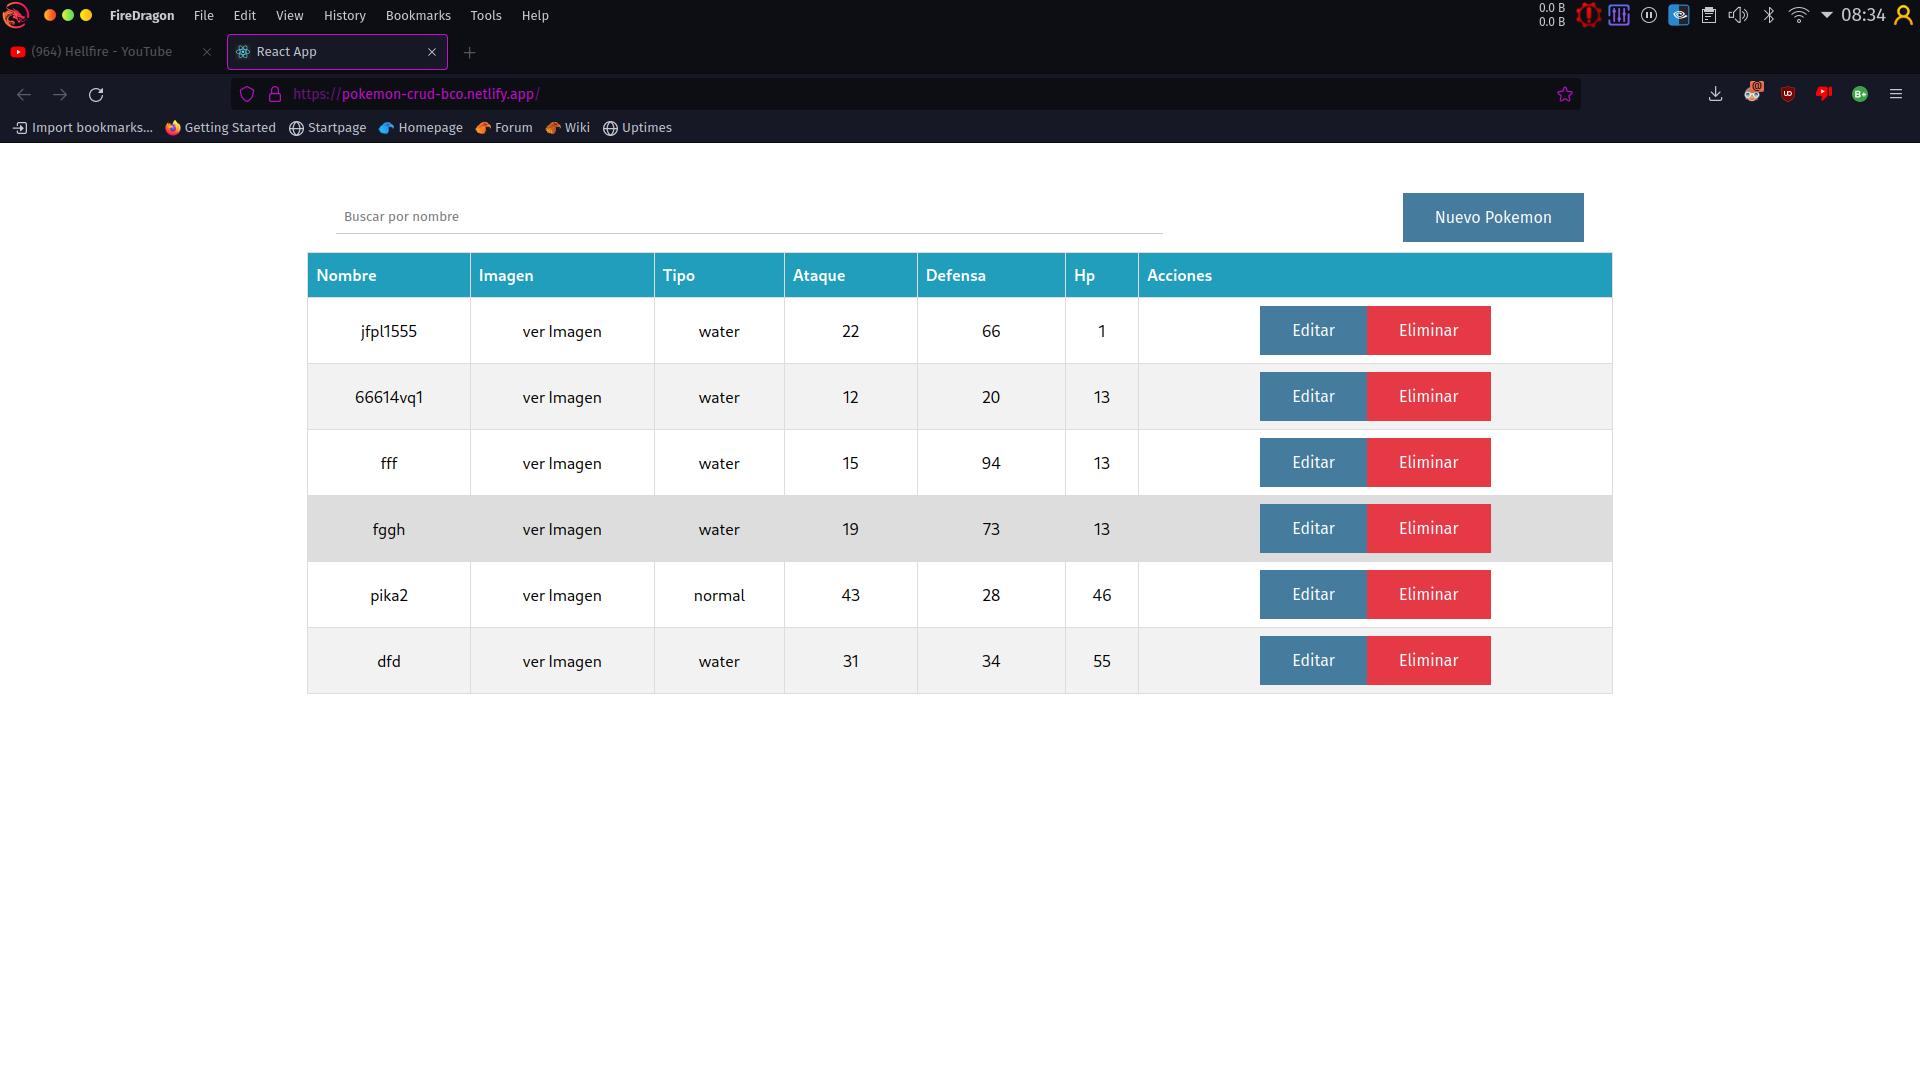 FireDragon File Edit View History Bookmarks Tools Help 0.0 B 08:34
0.0 B
(964) Hellfire - YouTube React App
https://pokemon-crud-bco.netlify.app/
Import bookmarks... Getting Started Startpage Homepage Forum Wiki Uptimes
Buscar por nombre Nuevo Pokemon
Nombre Imagen Tipo Ataque Defensa Hp Acciones
jfpl1555 ver Imagen water 22 66 1 Editar Eliminar
66614vq1 ver Imagen water 12 20 13 Editar Eliminar
fff ver Imagen water 15 94 13 Editar Eliminar
fggh ver Imagen water 19 73 13 Editar Eliminar
pika2 ver Imagen normal 43 28 46 Editar Eliminar
dfd ver Imagen water 31 34 55 Editar Eliminar